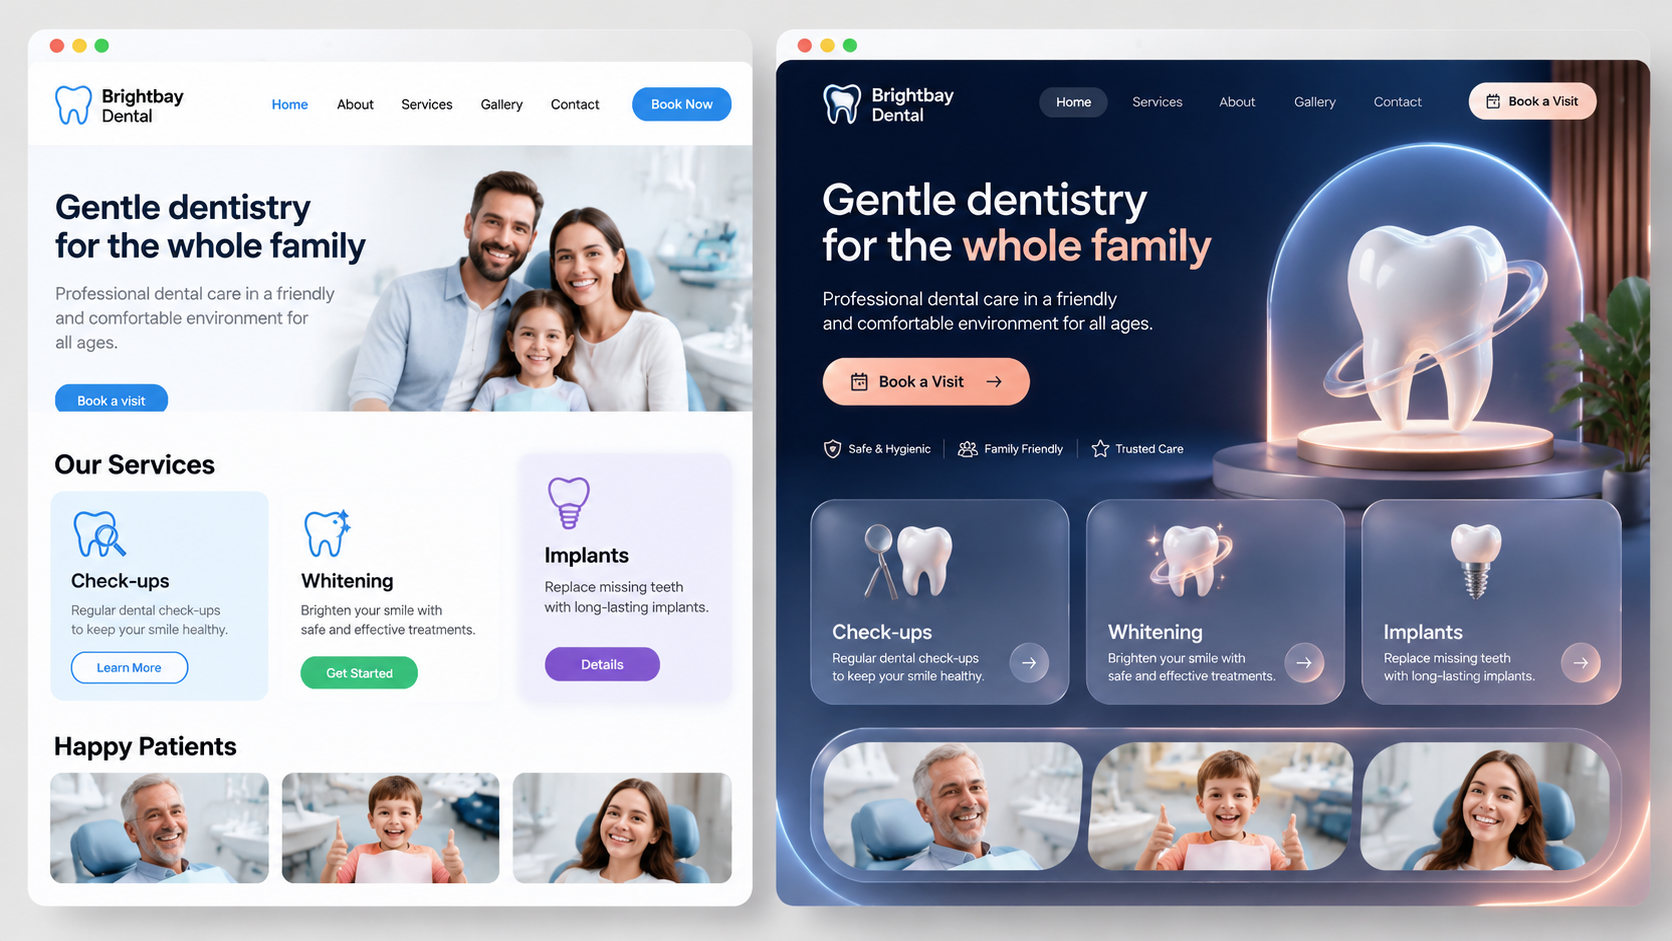 Brightbay
Dental
Home
About
Services
Gallery
Contact
Book Now
Gentle dentistry
for the whole family
Professional dental care in a friendly
and comfortable environment for
all ages.
Book a visit
Our Services
Check-ups
Regular dental check-ups
to keep your smile healthy.
Learn More
Whitening
Brighten your smile with
safe and effective treatments.
Get Started
Implants
Replace missing teeth
with long-lasting implants.
Details
Happy Patients
Brightbay
Dental
Home
Services
About
Gallery
Contact
Book a Visit
Gentle dentistry
for the whole family
Professional dental care in a friendly
and comfortable environment for all ages.
Book a Visit
Safe & Hygienic
Family Friendly
Trusted Care
Check-ups
Regular dental check-ups
to keep your smile healthy.
Whitening
Brighten your smile with
safe and effective treatments.
Implants
Replace missing teeth
with long-lasting implants.